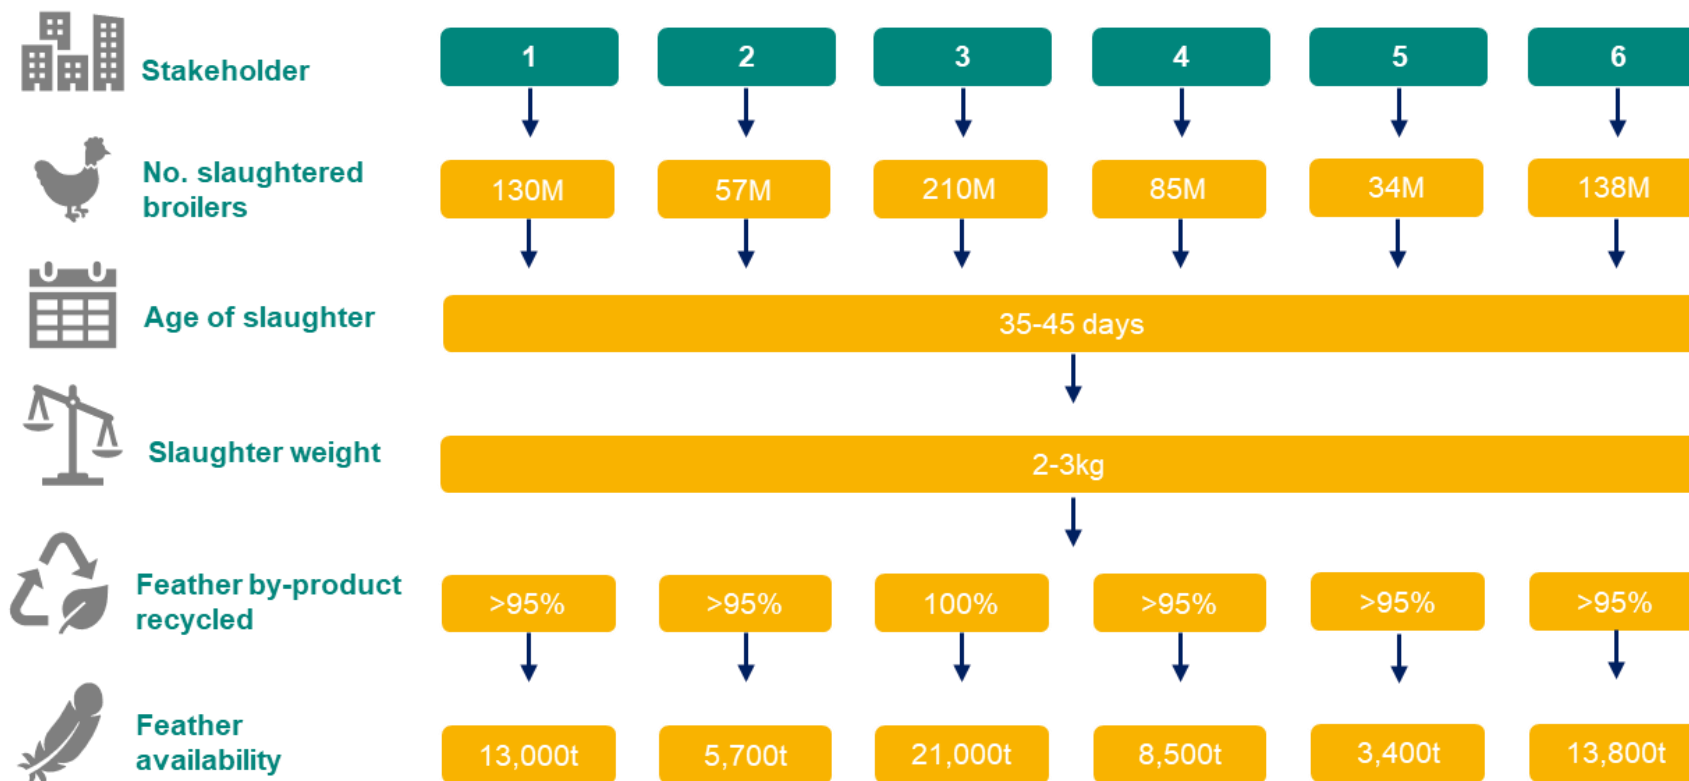 Stakeholder
1
2
3
4
5
6
No. slaughtered
broilers
130M
57M
210M
85M
34M
138M
Age of slaughter
35-45 days
Slaughter weight
2-3kg
Feather by-product
recycled
>95%
>95%
100%
>95%
>95%
>95%
Feather
availability
13,000t
5,700t
21,000t
8,500t
3,400t
13,800t